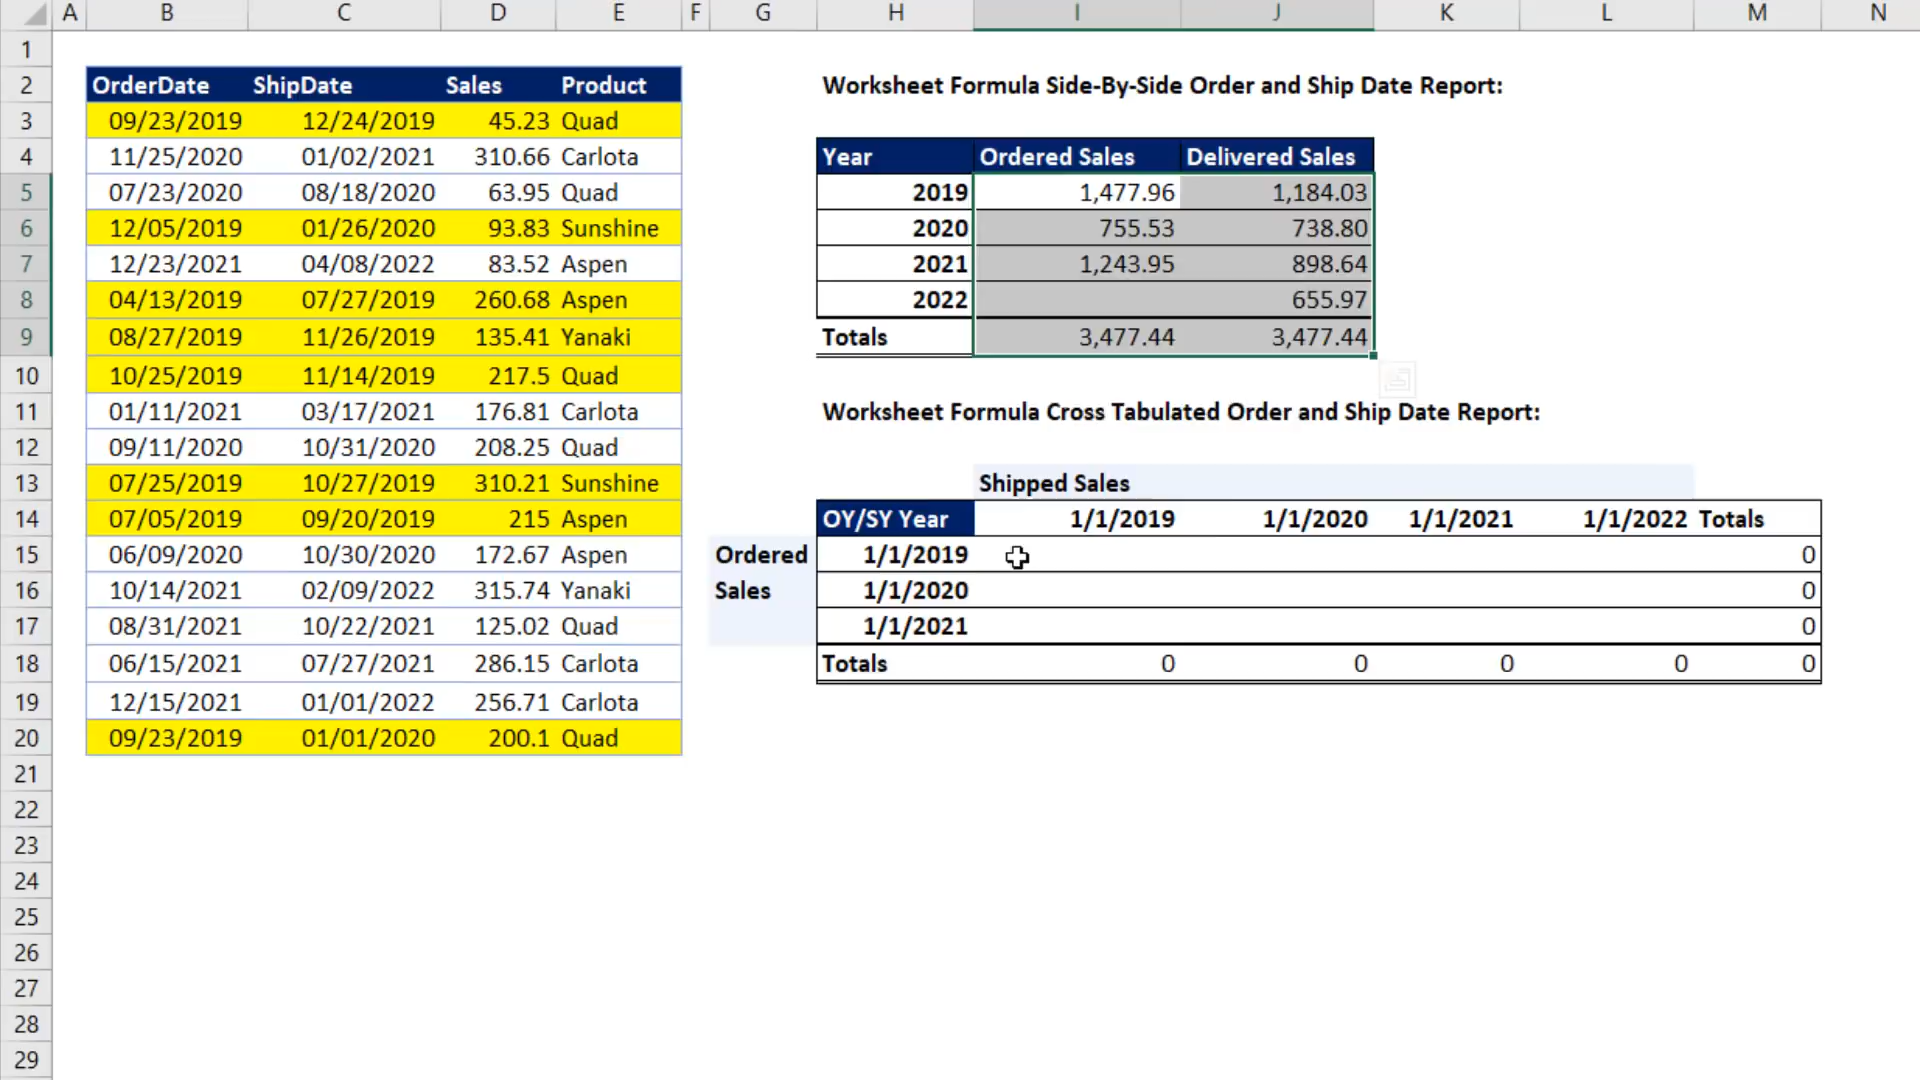 A B C D E F G H I J K L M N
1
2 OrderDate ShipDate Sales Product Worksheet Formula Side-By-Side Order and Ship Date Report:
3 09/23/2019 12/24/2019 45.23 Quad
4 11/25/2020 01/02/2021 310.66 Carlota Year Ordered Sales Delivered Sales
5 07/23/2020 08/18/2020 63.95 Quad 2019 1,477.96 1,184.03
6 12/05/2019 01/26/2020 93.83 Sunshine 2020 755.53 738.80
7 12/23/2021 04/08/2022 83.52 Aspen 2021 1,243.95 898.64
8 04/13/2019 07/27/2019 260.68 Aspen 2022 655.97
9 08/27/2019 11/26/2019 135.41 Yanaki Totals 3,477.44 3,477.44
10 10/25/2019 11/14/2019 217.5 Quad
11 01/11/2021 03/17/2021 176.81 Carlota Worksheet Formula Cross Tabulated Order and Ship Date Report:
12 09/11/2020 10/31/2020 208.25 Quad
13 07/25/2019 10/27/2019 310.21 Sunshine Shipped Sales
14 07/05/2019 09/20/2019 215 Aspen OY/SY Year 1/1/2019 1/1/2020 1/1/2021 1/1/2022 Totals
15 06/09/2020 10/30/2020 172.67 Aspen Ordered 1/1/2019 0
16 10/14/2021 02/09/2022 315.74 Yanaki Sales 1/1/2020 0
17 08/31/2021 10/22/2021 125.02 Quad 1/1/2021 0
18 06/15/2021 07/27/2021 286.15 Carlota Totals 0 0 0 0 0
19 12/15/2021 01/01/2022 256.71 Carlota
20 09/23/2019 01/01/2020 200.1 Quad
21
22
23
24
25
26
27
28
29